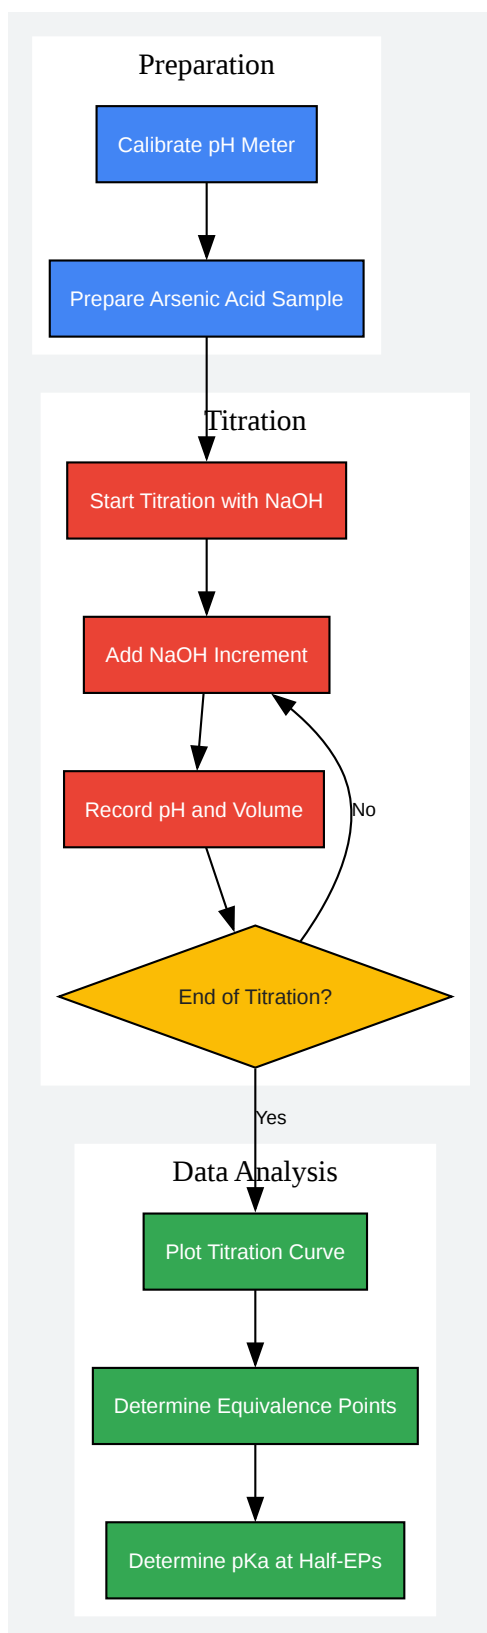 Preparation
Calibrate pH Meter
Prepare Arsenic Acid Sample
Titration
Start Titration with NaOH
Add NaOH Increment
Record pH and Volume
No
End of Titration?
Yes
Data Analysis
Plot Titration Curve
Determine Equivalence Points
Determine pKa at Half-EPs